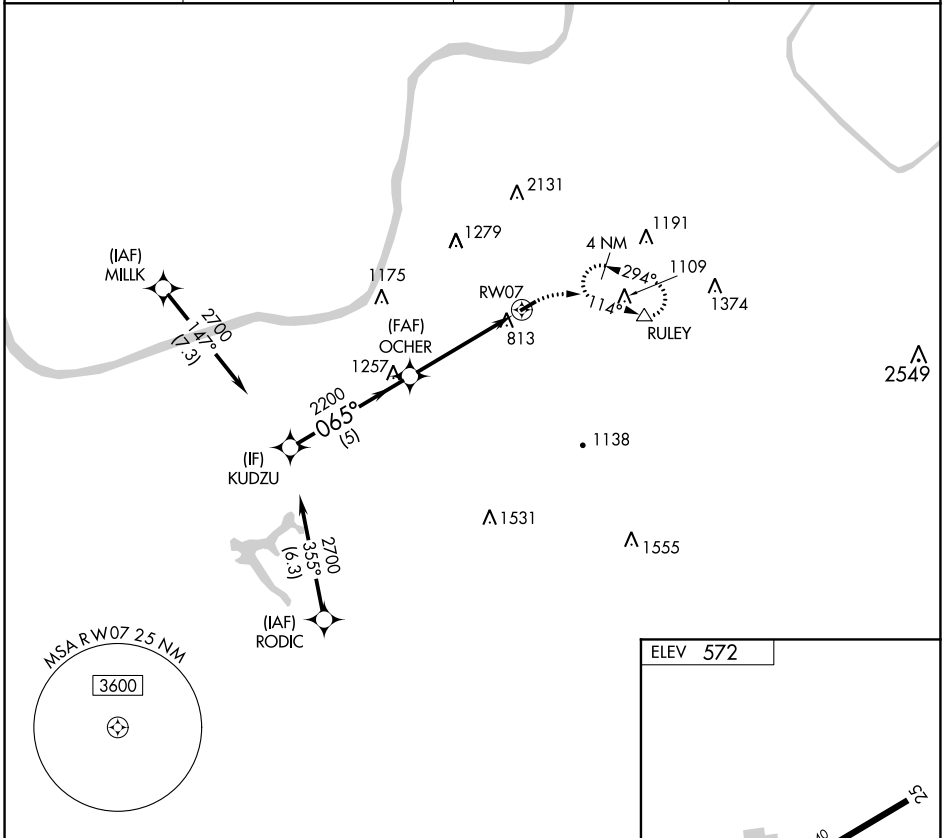 2131
1279
1191
4 NM
1109
294°
(IAF)
MILLK
1175
RW07
1374
114°
RULEY
2700
147°
(7.3)
(FAF)
OCHER
813
2549
1257
2200
065°
(5)
1138
(IF)
KUDZU
1531
1555
2700
355°
(6.3)
(IAF)
RODIC
MSA RW07 25 NM
3600
ELEV 572
25